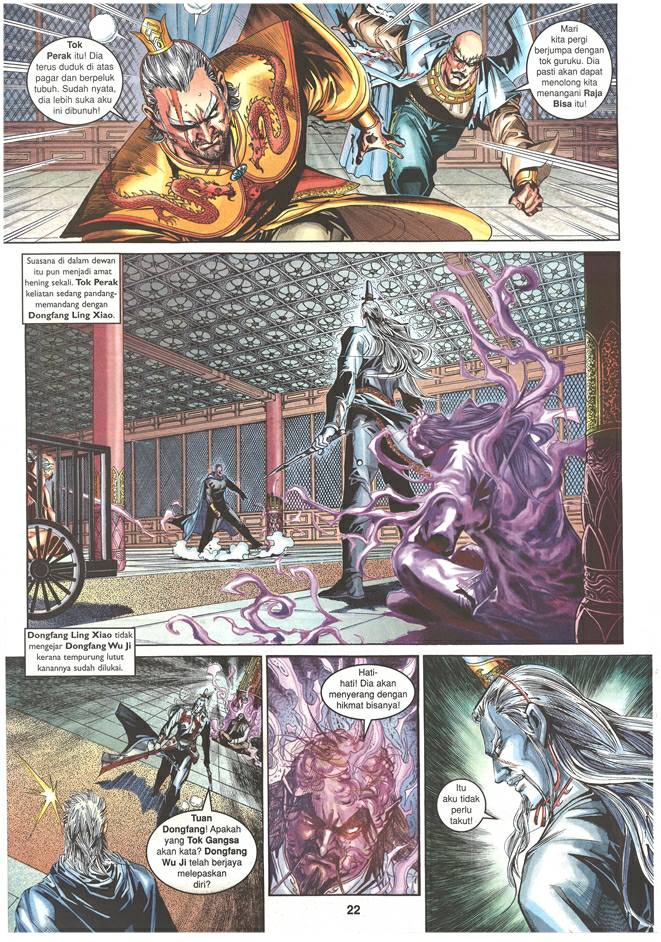 Tok
Perak itu! Dia
terus duduk di atas
pagar dan berpeluk
tubuh. Sudah nyata,
dia lebih suka aku
ini dibunuh!
Mari
kita pergi
berjumpa dengan
tok guruku. Dia
pasti akan dapat
menolong kita
menangani Raja
Bisa itu!
Suasana di dalam dewan
itu pun menjadi amat
hening sekali. Tok Perak
keliatan sedang pandang-
memandang dengan
Dongfang Ling Xiao.
Dongfang Ling Xiao tidak
mengejar Dongfang Wu Ji
kerana tempurung lutut
kanannya sudah dilukai.
Tuan
Dongfang! Apakah
yang Tok Gangsa
akan kata? Dongfang
Wu Ji telah berjaya
melepaskan
diri?
Hati-
hati! Dia akan
menyerang dengan
hikmat bisanya!
Itu
aku tidak
perlu
takut!
22